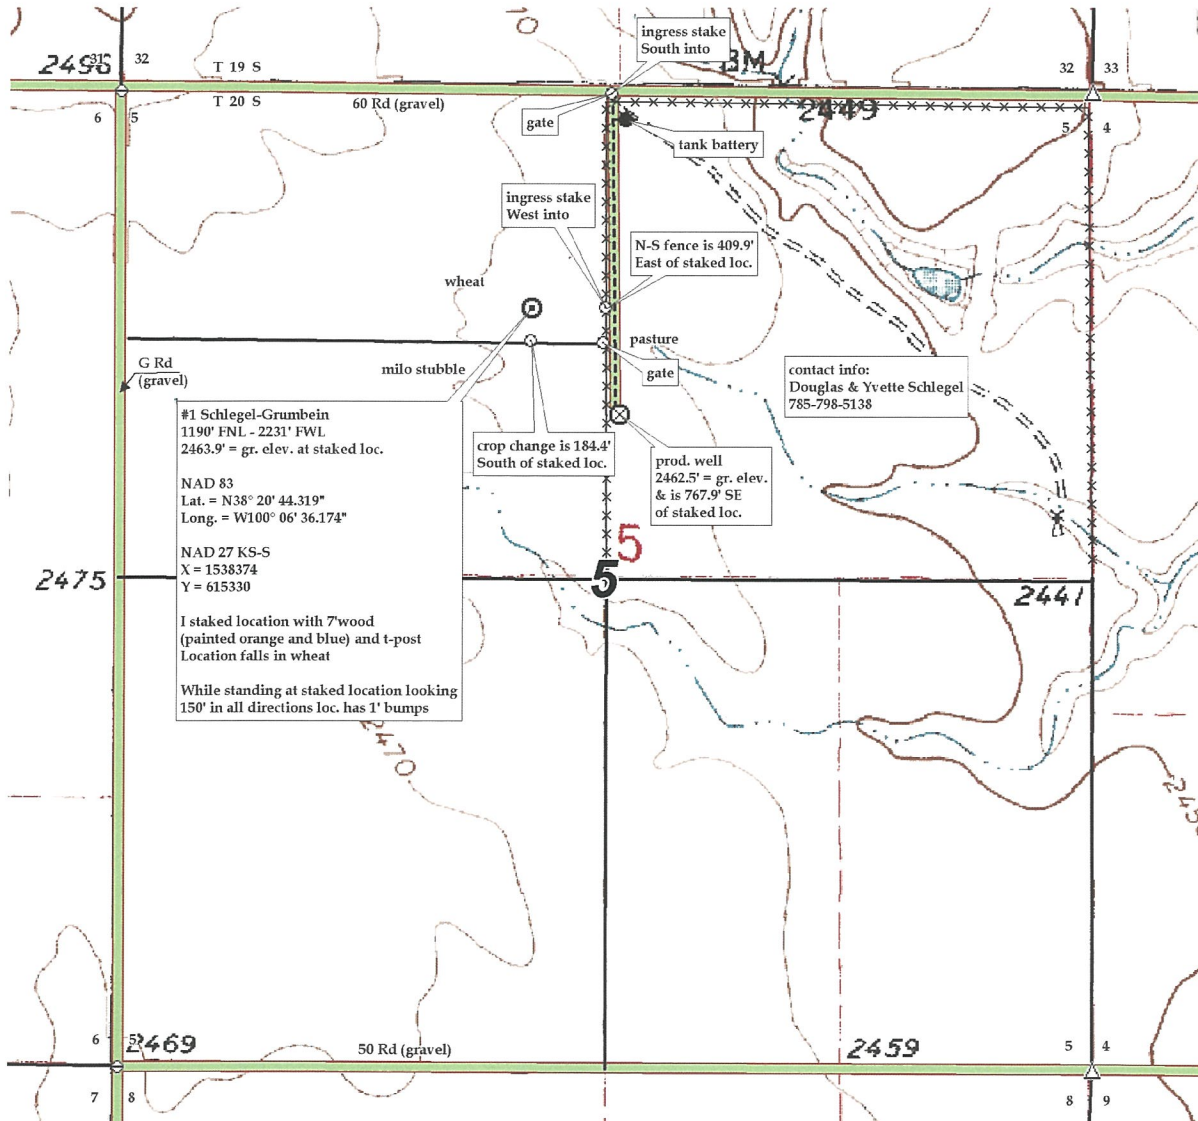 70
ingress stake
South into
2496
31
32
T 19 S
BM
32
33
T 20 S
60 Rd (gravel)
2449
6
5
gate
5
4
tank battery
ingress stake
West into
N-S fence is 409.9'
East of staked loc.
wheat
pasture
G Rd
(gravel)
milo stubble
gate
contact info:
Douglas & Yvette Schlegel
785-798-5138
#1 Schlegel-Grumbein
1190' FNL - 2231' FWL
2463.9' = gr. elev. at staked loc.
NAD 83
Lat. = N38° 20' 44.319"
Long. = W100° 06' 36.174"
NAD 27 KS-S
X = 1538374
Y = 615330
I staked location with 7'wood
(painted orange and blue) and t-post
Location falls in wheat
While standing at staked location looking
150' in all directions loc. has 1' bumps
crop change is 184.4'
South of staked loc.
prod. well
2462.5' = gr. elev.
& is 767.9' SE
of staked loc.
5
5
2475
2441
2470
6
5
2469
50 Rd (gravel)
2459
5
4
7
8
8
9